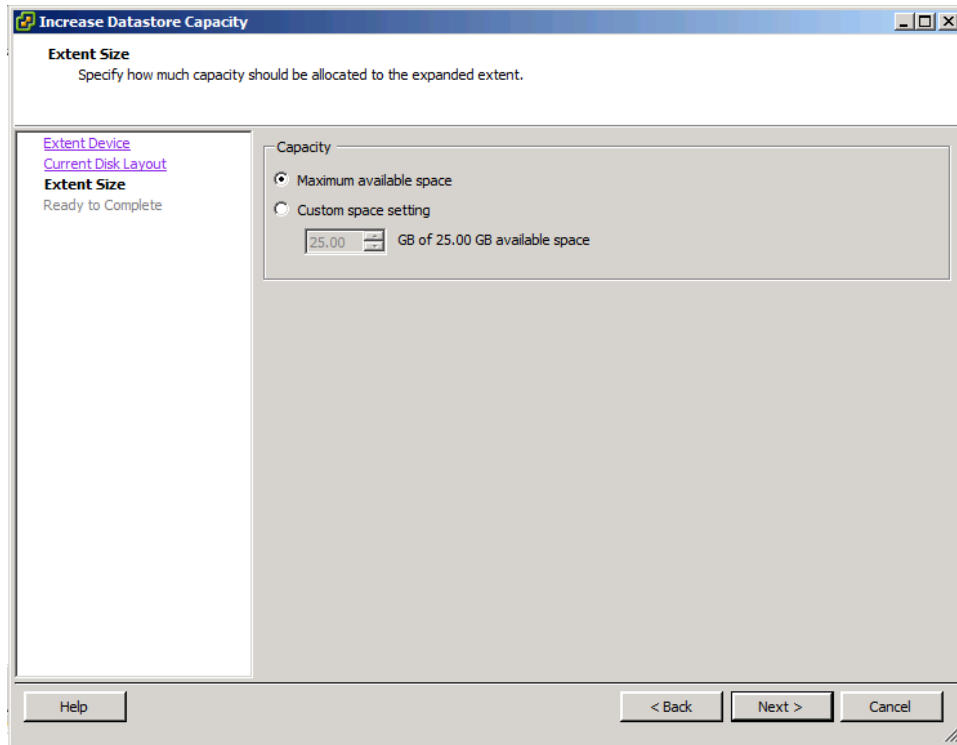 Increase Datastore Capacity
Extent Size
Specify how much capacity should be allocated to the expanded extent.
Extent Device
Current Disk Layout
Extent Size
Ready to Complete
Capacity
Maximum available space
Custom space setting
25.00 GB of 25.00 GB available space
Help < Back Next > Cancel